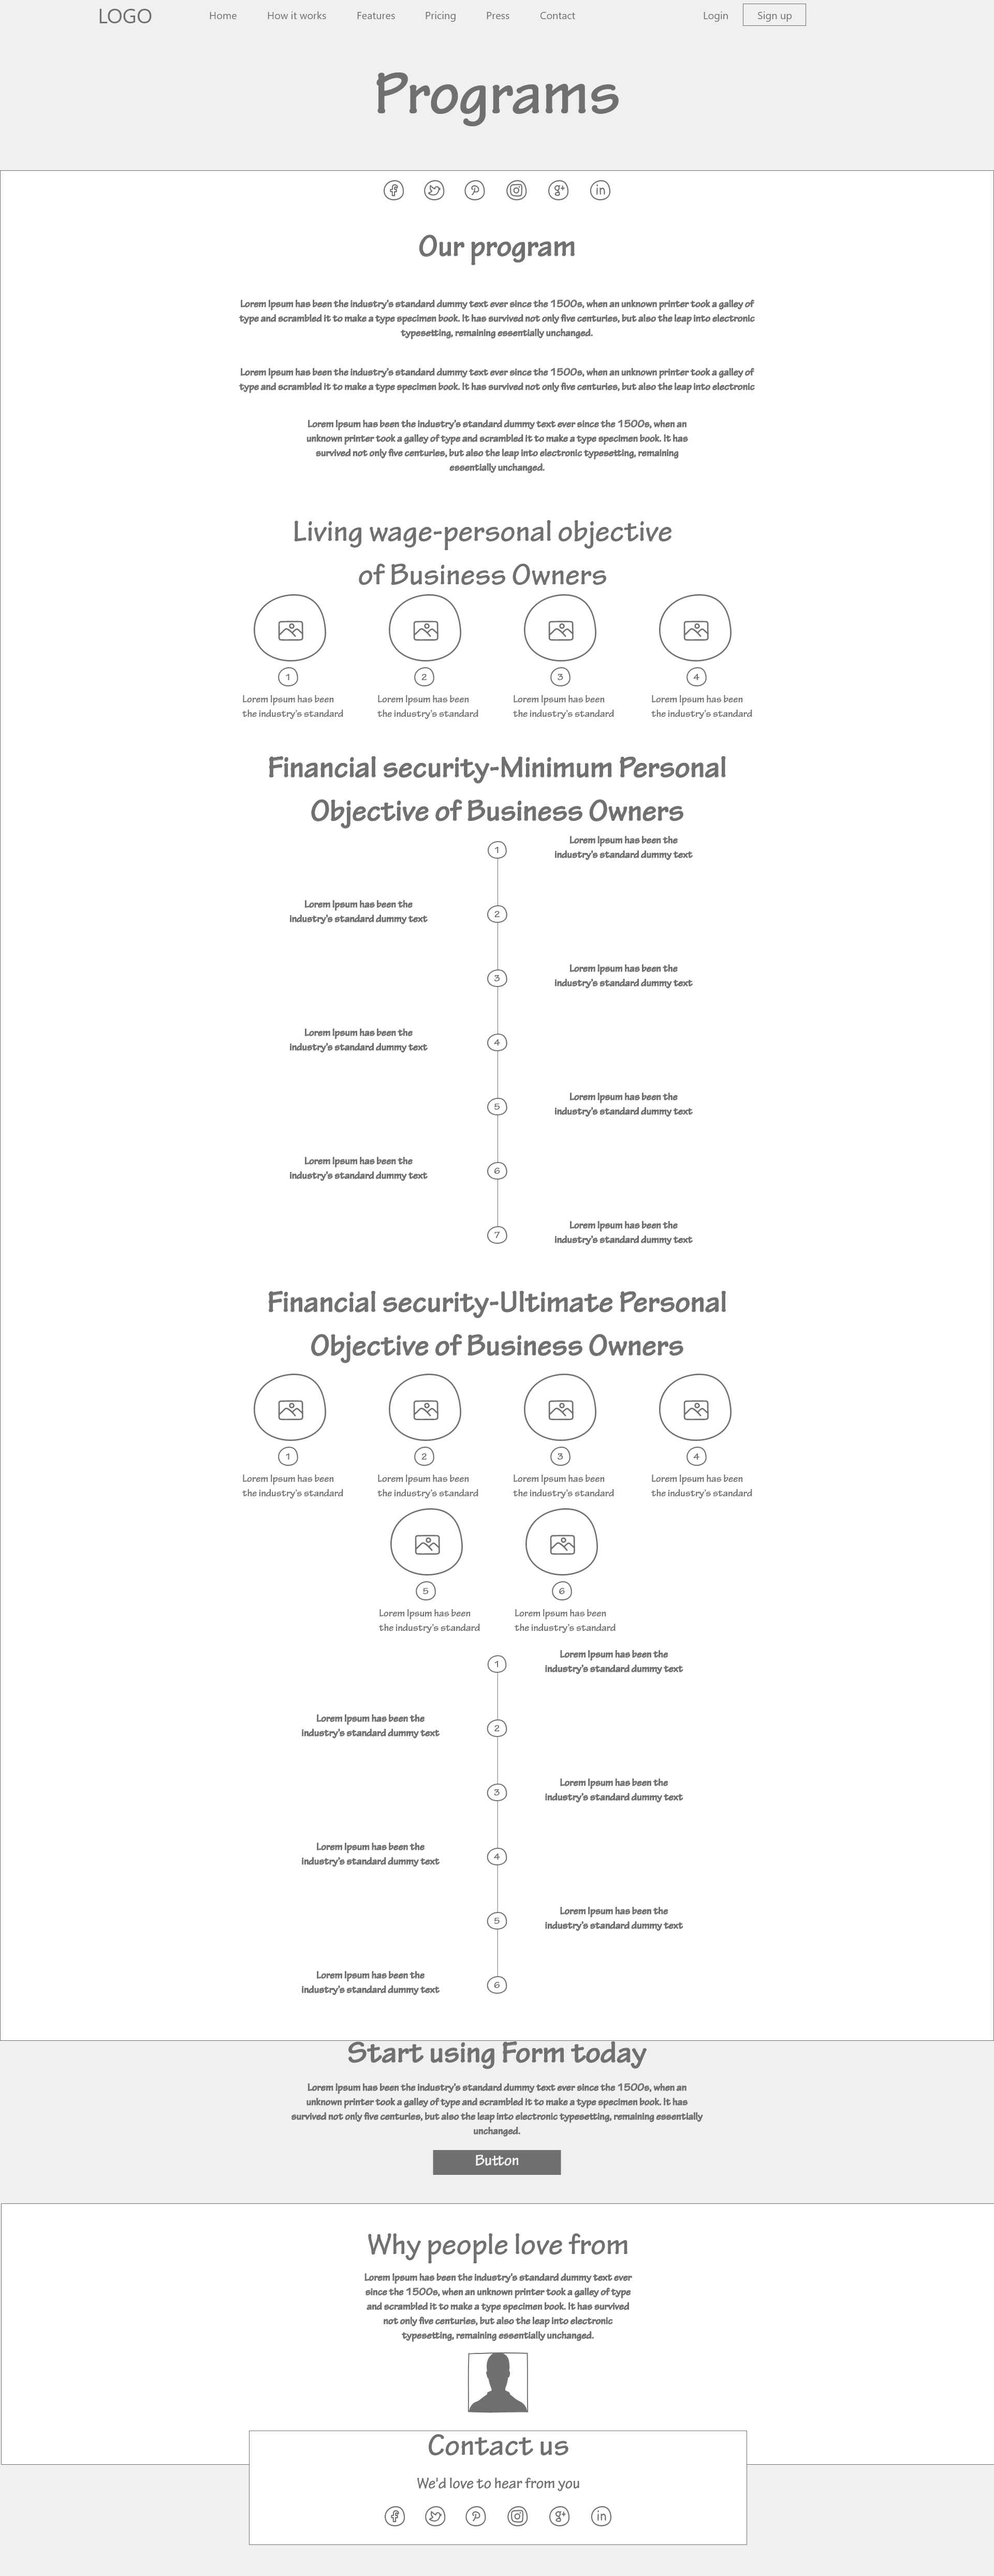 LOGO
Home
How it works
Features
Pricing
Press
Contact
Login
Sign up
Programs
Our program
Lorem Ipsum has been the industry's standard dummy text ever since the 1500s, when an unknown printer took a galley of
type and scrambled it to make a type specimen book. It has survived not only five centuries, but also the leap into electronic
typesetting, remaining essentially unchanged.
Lorem Ipsum has been the industry's standard dummy text ever since the 1500s, when an unknown printer took a galley of
type and scrambled it to make a type specimen book. It has survived not only five centuries, but also the leap into electronic
Lorem Ipsum has been the industry's standard dummy text ever since the 1500s, when an
unknown printer took a galley of type and scrambled it to make a type specimen book. It has
survived not only five centuries, but also the leap into electronic typesetting, remaining
essentially unchanged.
Living wage-personal objective
of Business Owners
1
Lorem Ipsum has been
the industry's standard
2
Lorem Ipsum has been
the industry's standard
3
Lorem Ipsum has been
the industry's standard
4
Lorem Ipsum has been
the industry's standard
Financial security-Minimum Personal
Objective of Business Owners
1
Lorem Ipsum has been the
industry's standard dummy text
2
Lorem Ipsum has been the
industry's standard dummy text
3
Lorem Ipsum has been the
industry's standard dummy text
4
Lorem Ipsum has been the
industry's standard dummy text
5
Lorem Ipsum has been the
industry's standard dummy text
6
Lorem Ipsum has been the
industry's standard dummy text
7
Lorem Ipsum has been the
industry's standard dummy text
Financial security-Ultimate Personal
Objective of Business Owners
1
Lorem Ipsum has been
the industry's standard
2
Lorem Ipsum has been
the industry's standard
3
Lorem Ipsum has been
the industry's standard
4
Lorem Ipsum has been
the industry's standard
5
Lorem Ipsum has been
the industry's standard
6
Lorem Ipsum has been
the industry's standard
1
Lorem Ipsum has been the
industry's standard dummy text
2
Lorem Ipsum has been the
industry's standard dummy text
3
Lorem Ipsum has been the
industry's standard dummy text
4
Lorem Ipsum has been the
industry's standard dummy text
5
Lorem Ipsum has been the
industry's standard dummy text
6
Lorem Ipsum has been the
industry's standard dummy text
Start using Form today
Lorem Ipsum has been the industry's standard dummy text ever since the 1500s, when an
unknown printer took a galley of type and scrambled it to make a type specimen book. It has
survived not only five centuries, but also the leap into electronic typesetting, remaining essentially
unchanged.
Button
Why people love from
Lorem Ipsum has been the industry's standard dummy text ever
since the 1500s, when an unknown printer took a galley of type
and scrambled it to make a type specimen book. It has survived
not only five centuries, but also the leap into electronic
typesetting, remaining essentially unchanged.
Contact us
We'd love to hear from you